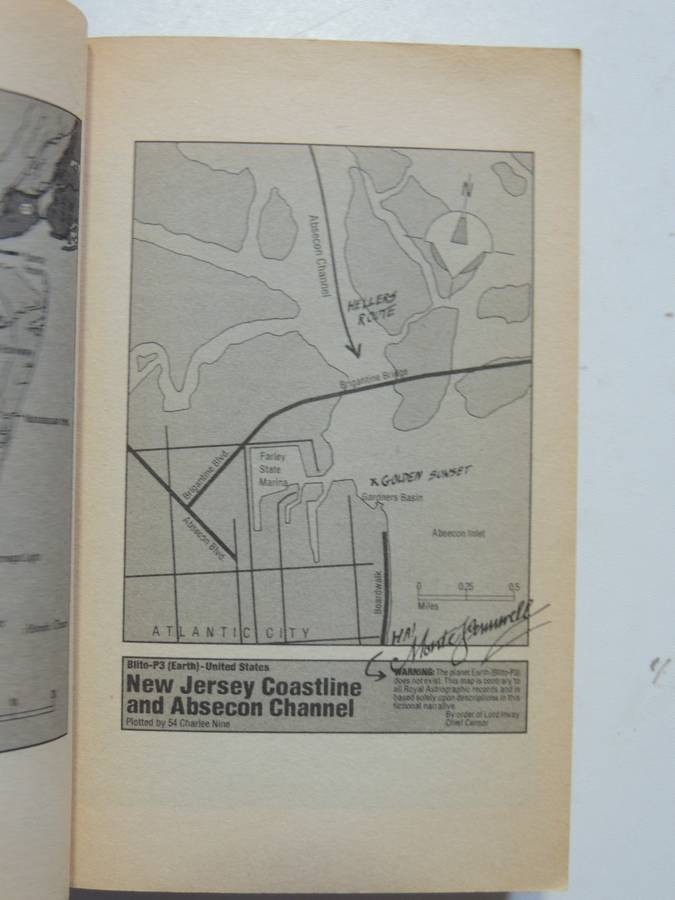 N
Absecon Channel
HELLERS
ROUTE
Brigantine Bridge
Brigantine Blvd.
Farley
State
Marina
GOLDEN SUNSET
Gardners Basin
Absecon Blvd.
Absecon Inlet
Boardwalk
0 0.25 0.5
Miles
ATLANTIC CITY
HA!
Monte Pennwell
Blito-P3 (Earth)-United States
New Jersey Coastline
and Absecon Channel
Plotted by 54 Charlee Nine
WARNING: The planet Earth (Blito-P3)
does not exist. This map is contrary to
all Royal Astrographic records and is
based solely upon descriptions in this
fictional narrative.
By order of Lord Invay
Chief Censor